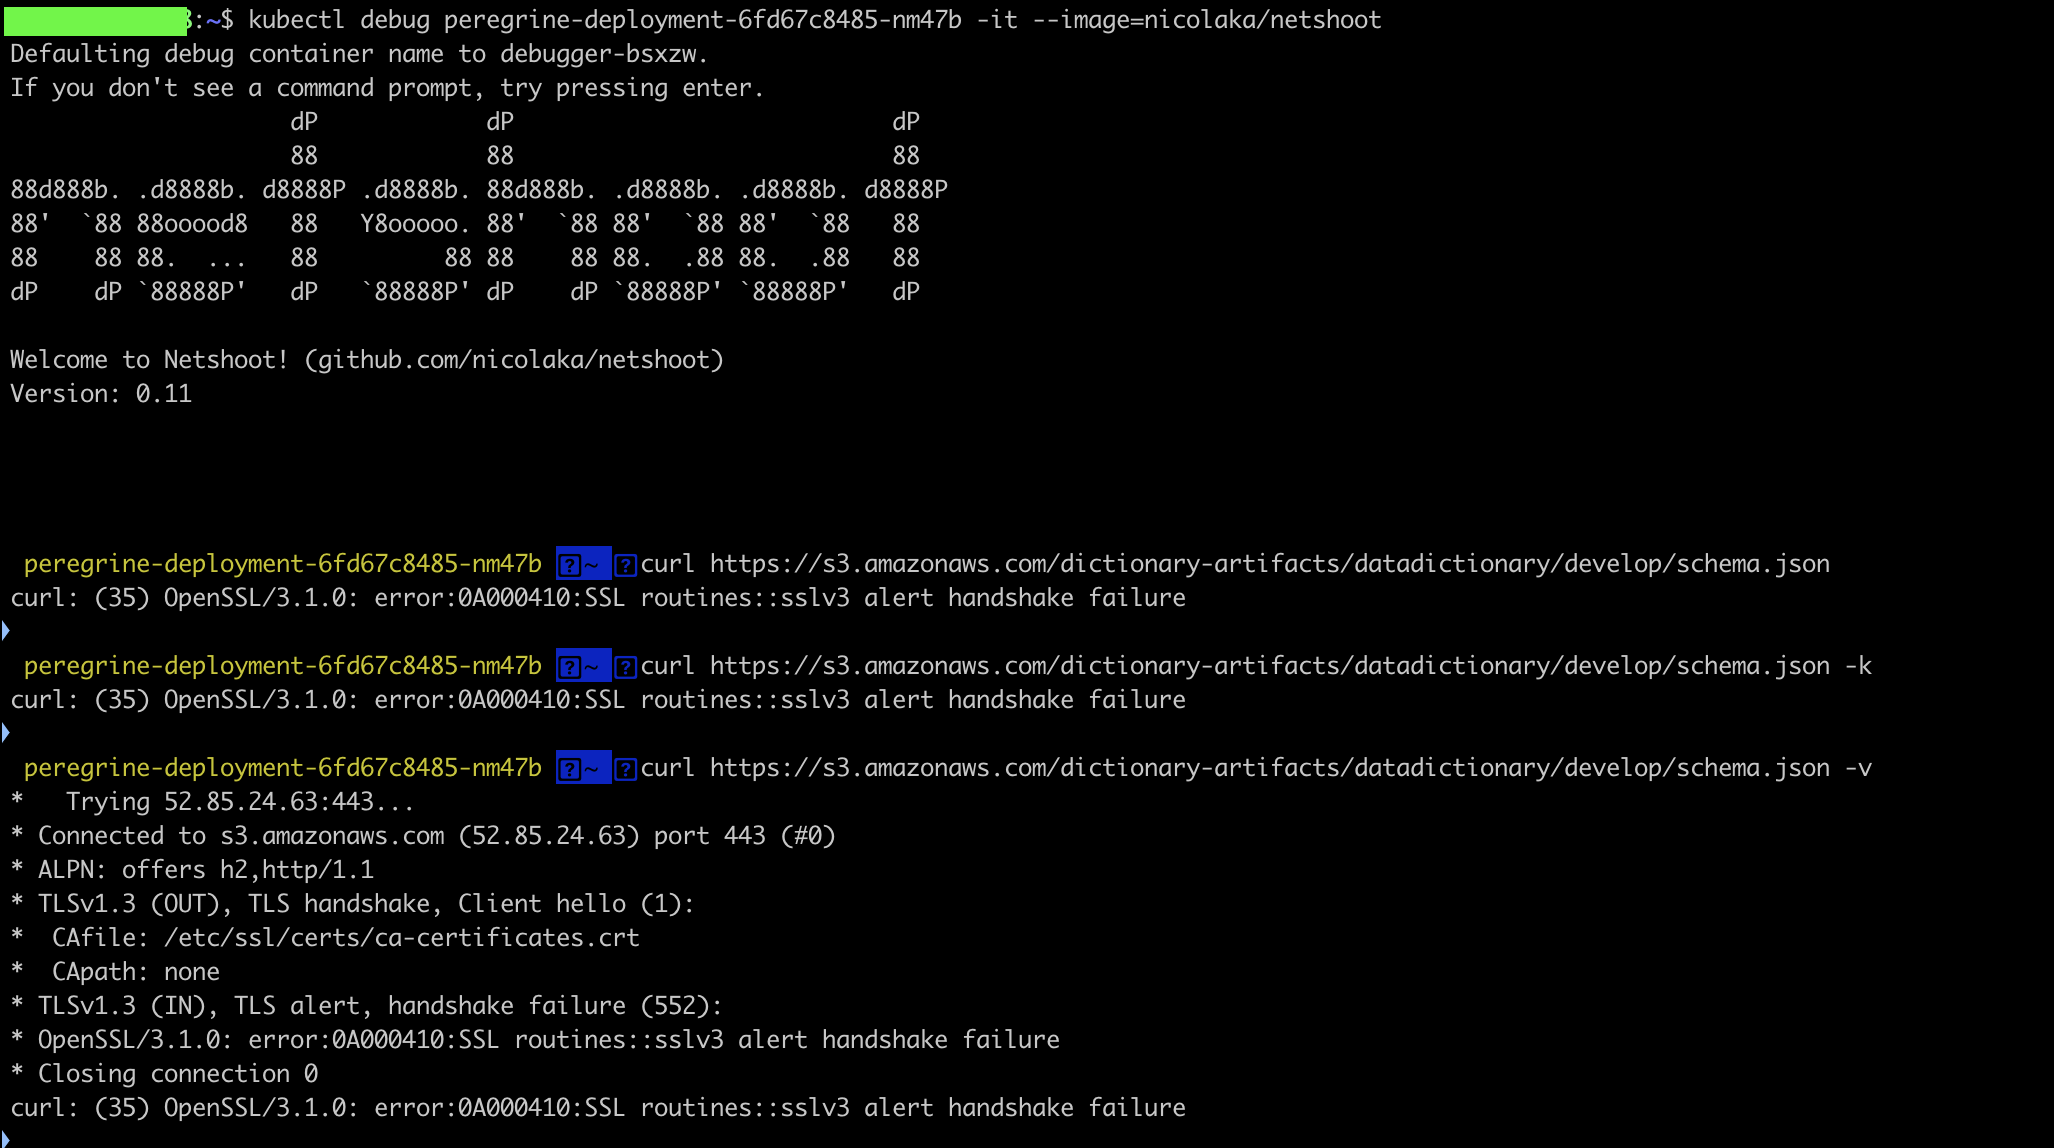 8:~$ kubectl debug peregrine-deployment-6fd67c8485-nm47b -it --image=nicolaka/netshoot
Defaulting debug container name to debugger-bsxzw.
If you don't see a command prompt, try pressing enter.
                    dP            dP                           dP
                    88            88                           88
88d888b. .d8888b. d8888P .d8888b. 88d888b. .d8888b. .d8888b. d8888P
88'  `88 88ooood8   88   Y8ooooo. 88'  `88 88'  `88 88'  `88   88
88    88 88.  ...   88         88 88    88 88.  .88 88.  .88   88
dP    dP `88888P'   dP   `88888P' dP    dP `88888P' `88888P'   dP
Welcome to Netshoot! (github.com/nicolaka/netshoot)
Version: 0.11
peregrine-deployment-6fd67c8485-nm47b ?~ ?curl https://s3.amazonaws.com/dictionary-artifacts/datadictionary/develop/schema.json
curl: (35) OpenSSL/3.1.0: error:0A000410:SSL routines::sslv3 alert handshake failure
peregrine-deployment-6fd67c8485-nm47b ?~ ?curl https://s3.amazonaws.com/dictionary-artifacts/datadictionary/develop/schema.json -k
curl: (35) OpenSSL/3.1.0: error:0A000410:SSL routines::sslv3 alert handshake failure
peregrine-deployment-6fd67c8485-nm47b ?~ ?curl https://s3.amazonaws.com/dictionary-artifacts/datadictionary/develop/schema.json -v
*   Trying 52.85.24.63:443...
* Connected to s3.amazonaws.com (52.85.24.63) port 443 (#0)
* ALPN: offers h2,http/1.1
* TLSv1.3 (OUT), TLS handshake, Client hello (1):
*  CAfile: /etc/ssl/certs/ca-certificates.crt
*  CApath: none
* TLSv1.3 (IN), TLS alert, handshake failure (552):
* OpenSSL/3.1.0: error:0A000410:SSL routines::sslv3 alert handshake failure
* Closing connection 0
curl: (35) OpenSSL/3.1.0: error:0A000410:SSL routines::sslv3 alert handshake failure